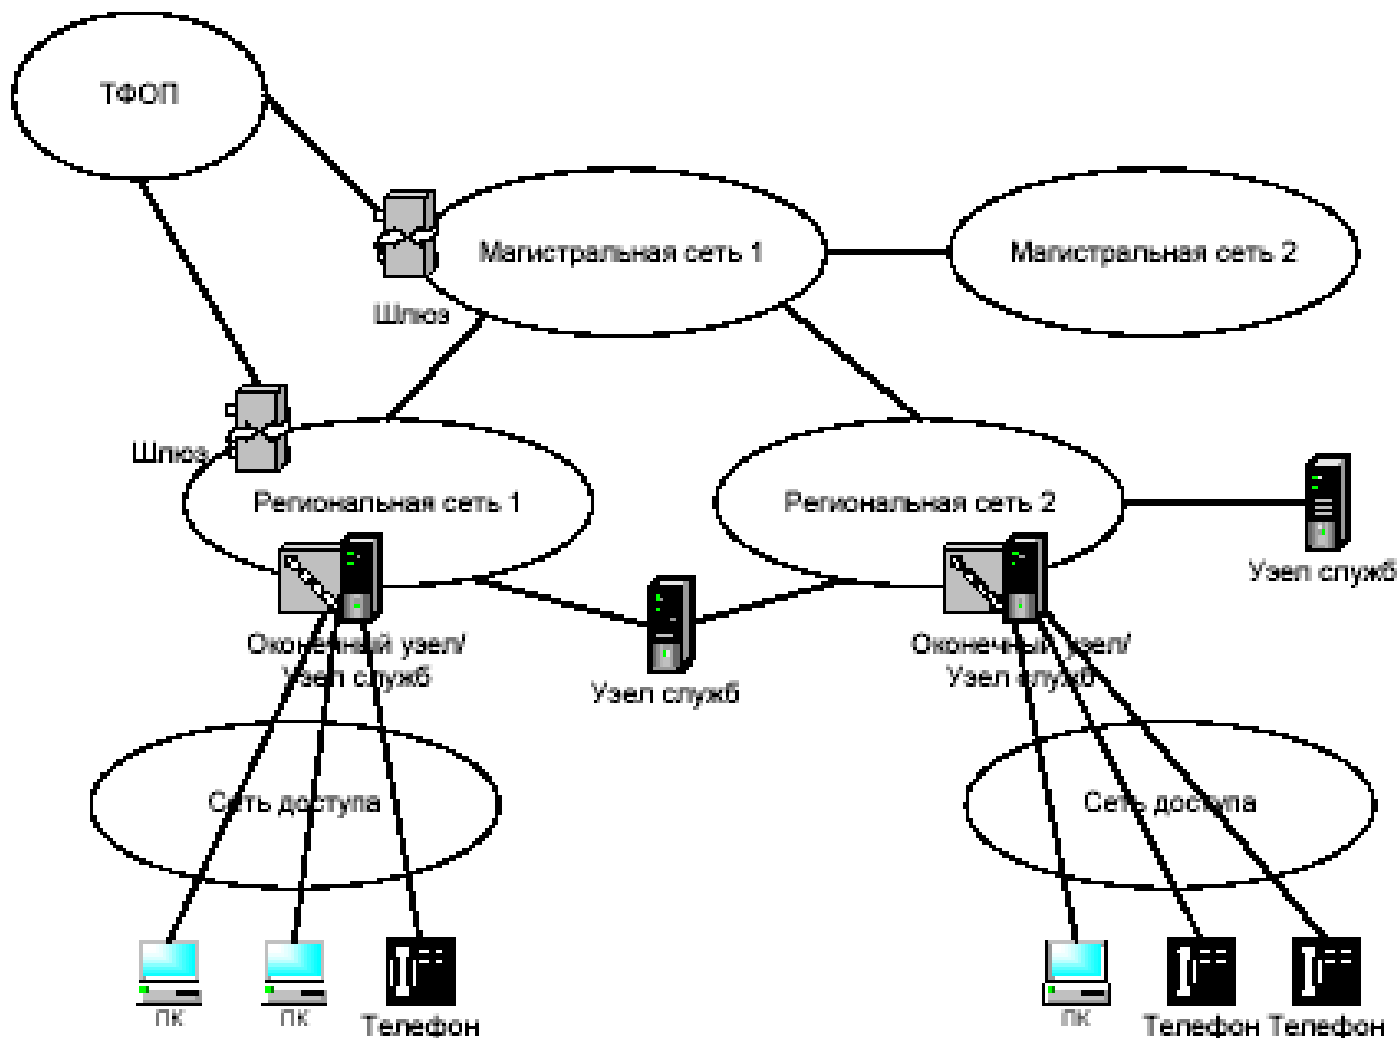 ТФОП
Магистральная сеть 1
Магистральная сеть 2
Шлюз
Шлюз
Региональная сеть 1
Региональная сеть 2
Узел служб
Оконечный узел/
Узел служб
Узел служб
Оконечный узел/
Узел служб
Сеть доступа
Сеть доступа
ПК
ПК
Телефон
ПК
Телефон
Телефон